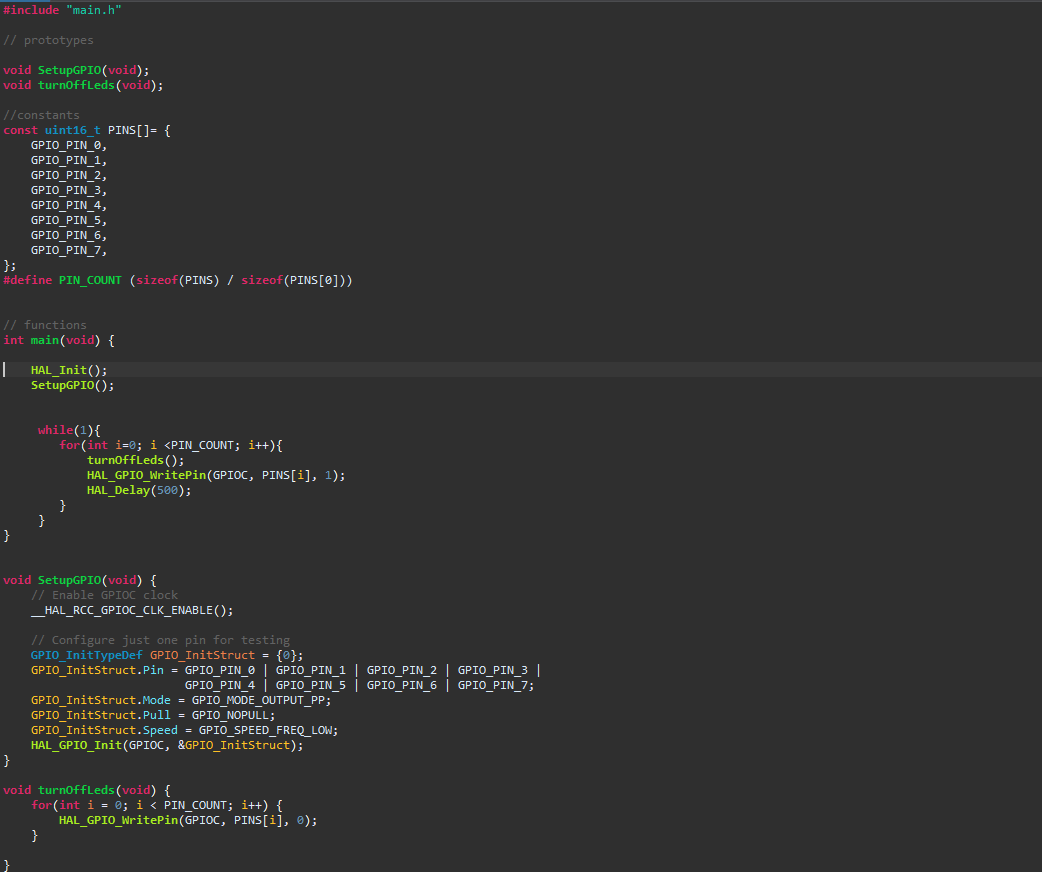 #include "main.h"
// prototypes
void SetupGPIO(void);
void turnOffLeds(void);
//constants
const uint16_t PINS[]= {
    GPIO_PIN_0,
    GPIO_PIN_1,
    GPIO_PIN_2,
    GPIO_PIN_3,
    GPIO_PIN_4,
    GPIO_PIN_5,
    GPIO_PIN_6,
    GPIO_PIN_7,
};
#define PIN_COUNT (sizeof(PINS) / sizeof(PINS[0]))
// functions
int main(void) {
    HAL_Init();
    SetupGPIO();
     while(1){
        for(int i=0; i <PIN_COUNT; i++){
            turnOffLeds();
            HAL_GPIO_WritePin(GPIOC, PINS[i], 1);
            HAL_Delay(500);
        }
     }
}
void SetupGPIO(void) {
    // Enable GPIOC clock
    __HAL_RCC_GPIOC_CLK_ENABLE();
    // Configure just one pin for testing
    GPIO_InitTypeDef GPIO_InitStruct = {0};
    GPIO_InitStruct.Pin = GPIO_PIN_0 | GPIO_PIN_1 | GPIO_PIN_2 | GPIO_PIN_3 |
                          GPIO_PIN_4 | GPIO_PIN_5 | GPIO_PIN_6 | GPIO_PIN_7;
    GPIO_InitStruct.Mode = GPIO_MODE_OUTPUT_PP;
    GPIO_InitStruct.Pull = GPIO_NOPULL;
    GPIO_InitStruct.Speed = GPIO_SPEED_FREQ_LOW;
    HAL_GPIO_Init(GPIOC, &GPIO_InitStruct);
}
void turnOffLeds(void) {
    for(int i = 0; i < PIN_COUNT; i++) {
        HAL_GPIO_WritePin(GPIOC, PINS[i], 0);
    }
}